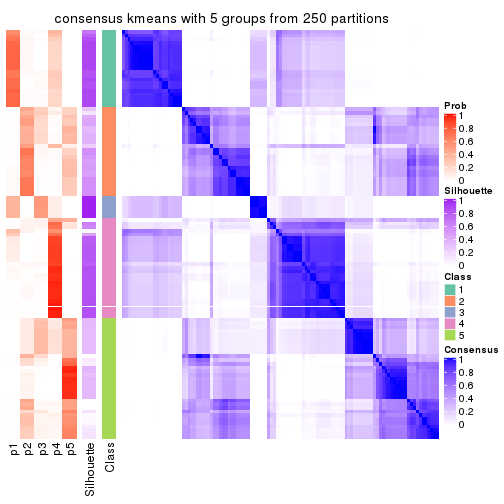 consensus kmeans with 5 groups from 250 partitions
Prob
1
0.8
0.6
0.4
0.2
0
Silhouette
1
0.8
0.6
0.4
0.2
0
Class
1
2
3
4
5
Consensus
1
0.8
0.6
0.4
0.2
0
p1
p2
p3
p4
p5
Silhouette
Class